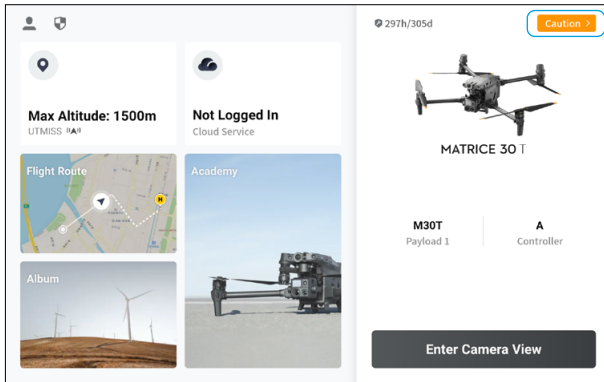 297h/305d
Caution >
Max Altitude: 1500m
UTMISS
Not Logged In
Cloud Service
MATRICE 30 T
Flight Route
H
Academy
M30T
Payload 1
A
Controller
Album
Enter Camera View